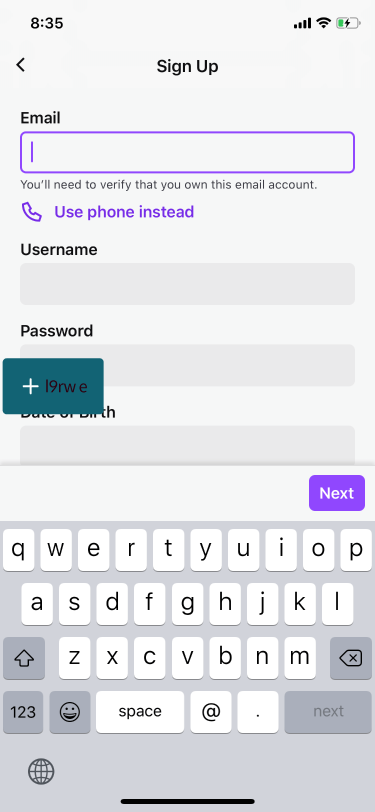 8:35
Sign Up
Email
You'll need to verify that you own this email account.
Use phone instead
Username
Password
l9rw e
Date of Birth
Next
q w e r t y u i o p
a s d f g h j k l
z x c v b n m
123 space @ . next